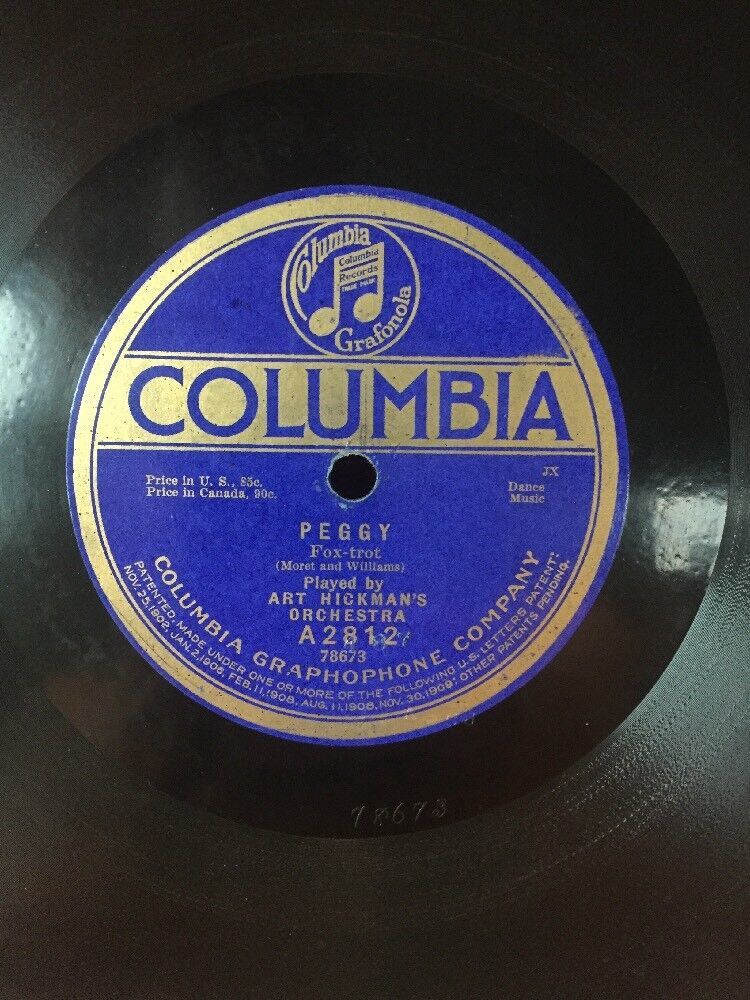 Columbia
Columbia
Records
TRADE MARK
Grafonola
COLUMBIA
Price in U. S., 85c.
Price in Canada, 90c.
JX
Dance
Music
PEGGY
Fox-trot
(Moret and Williams)
Played by
ART HICKMAN'S
ORCHESTRA
A2812
78673
COLUMBIA GRAPHOPHONE COMPANY
PATENTED, MADE UNDER ONE OR MORE OF THE FOLLOWING U.S. LETTERS PATENT:
NOV. 25, 1902, JAN. 2, 1906, FEB. 11, 1908, AUG. 11, 1908, NOV. 30, 1909; OTHER PATENTS PENDING.
78673